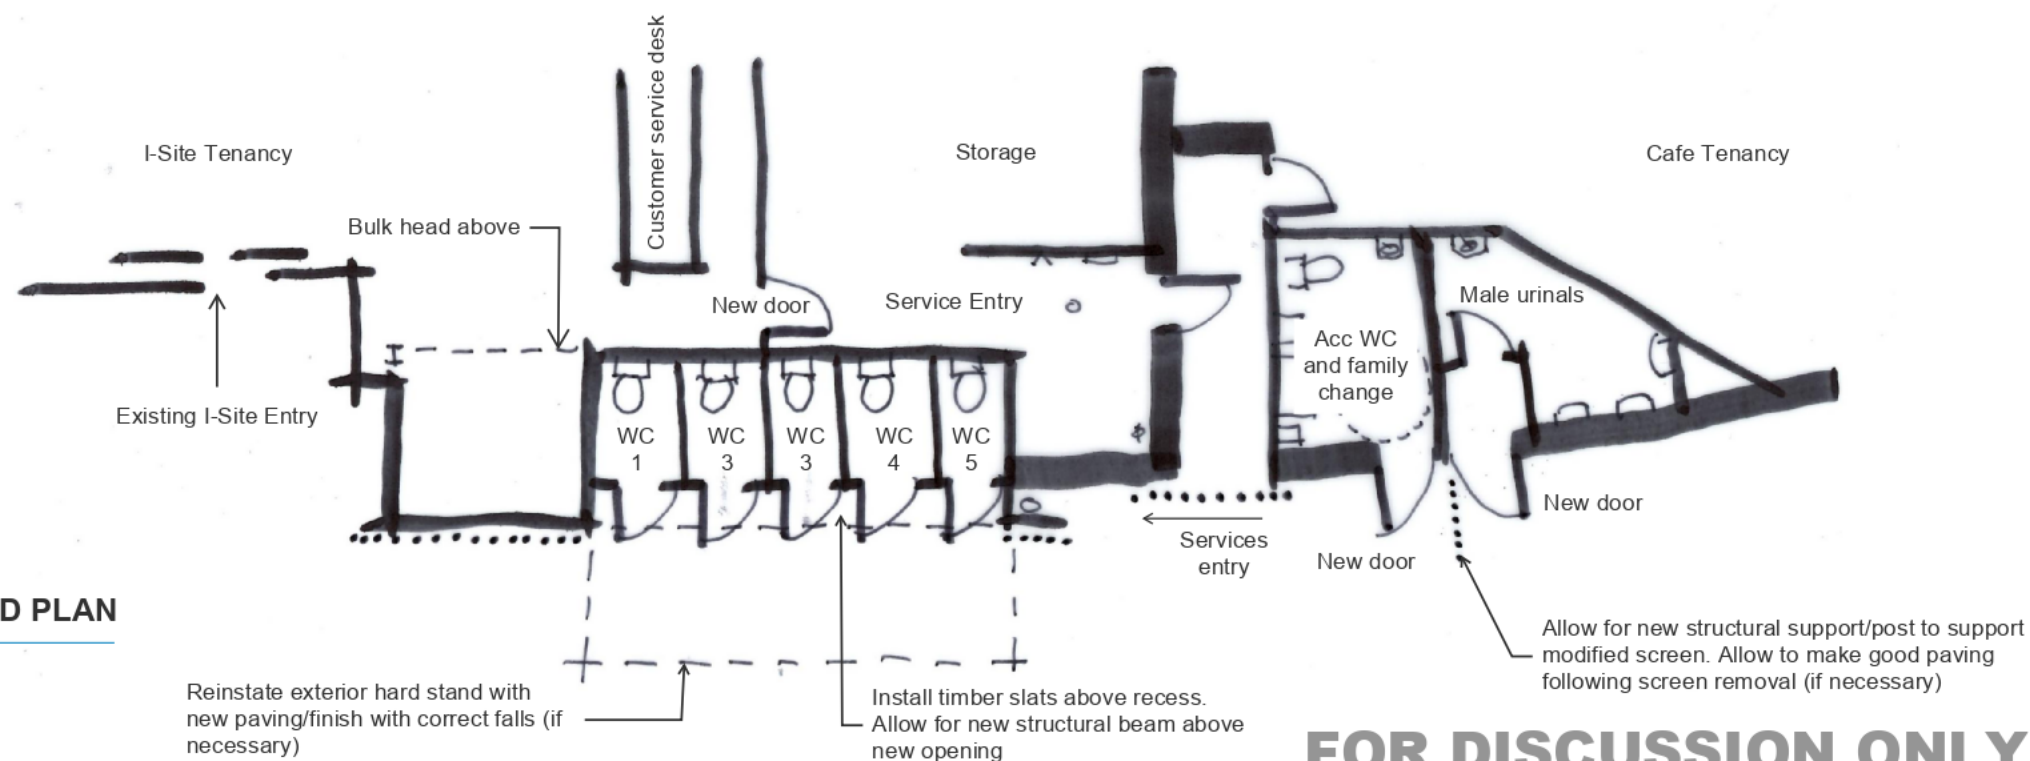 Customer service desk
I-Site Tenancy
Storage
Cafe Tenancy
Bulk head above
New door
Service Entry
Male urinals
Acc WC
and family
change
Existing I-Site Entry
WC
1
WC
3
WC
3
WC
4
WC
5
New door
Services
entry
New door
D PLAN
Allow for new structural support/post to support
modified screen. Allow to make good paving
following screen removal (if necessary)
Reinstate exterior hard stand with
new paving/finish with correct falls (if
necessary)
Install timber slats above recess.
Allow for new structural beam above
new opening
FOR DISCUSSION ONLY